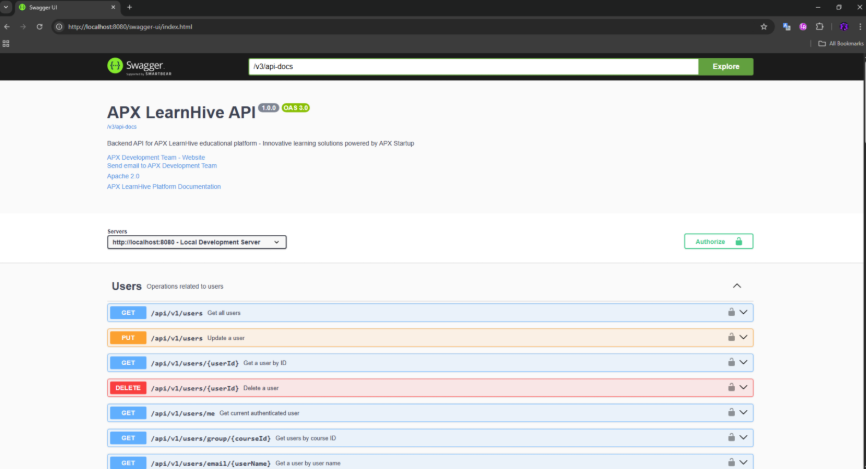 Swagger UI
http://localhost:8080/swagger-ui/index.html
All Bookmarks
Swagger
Supported by SMARTBEAR
/v3/api-docs
Explore
APX LearnHive API 1.0.0 OAS 3.0
/v3/api-docs
Backend API for APX LearnHive educational platform - Innovative learning solutions powered by APX Startup
APX Development Team - Website
Send email to APX Development Team
Apache 2.0
APX LearnHive Platform Documentation
Servers
http://localhost:8080 - Local Development Server
Authorize
Users Operations related to users
GET /api/v1/users Get all users
PUT /api/v1/users Update a user
GET /api/v1/users/{userId} Get a user by ID
DELETE /api/v1/users/{userId} Delete a user
GET /api/v1/users/me Get current authenticated user
GET /api/v1/users/group/{courseId} Get users by course ID
GET /api/v1/users/email/{userName} Get a user by user name